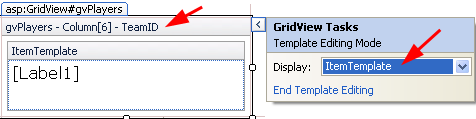 asp:GridView#gvPlayers
gvPlayers - Column[6] - TeamID
ItemTemplate
[Label1]
GridView Tasks
Template Editing Mode
Display: ItemTemplate
End Template Editing